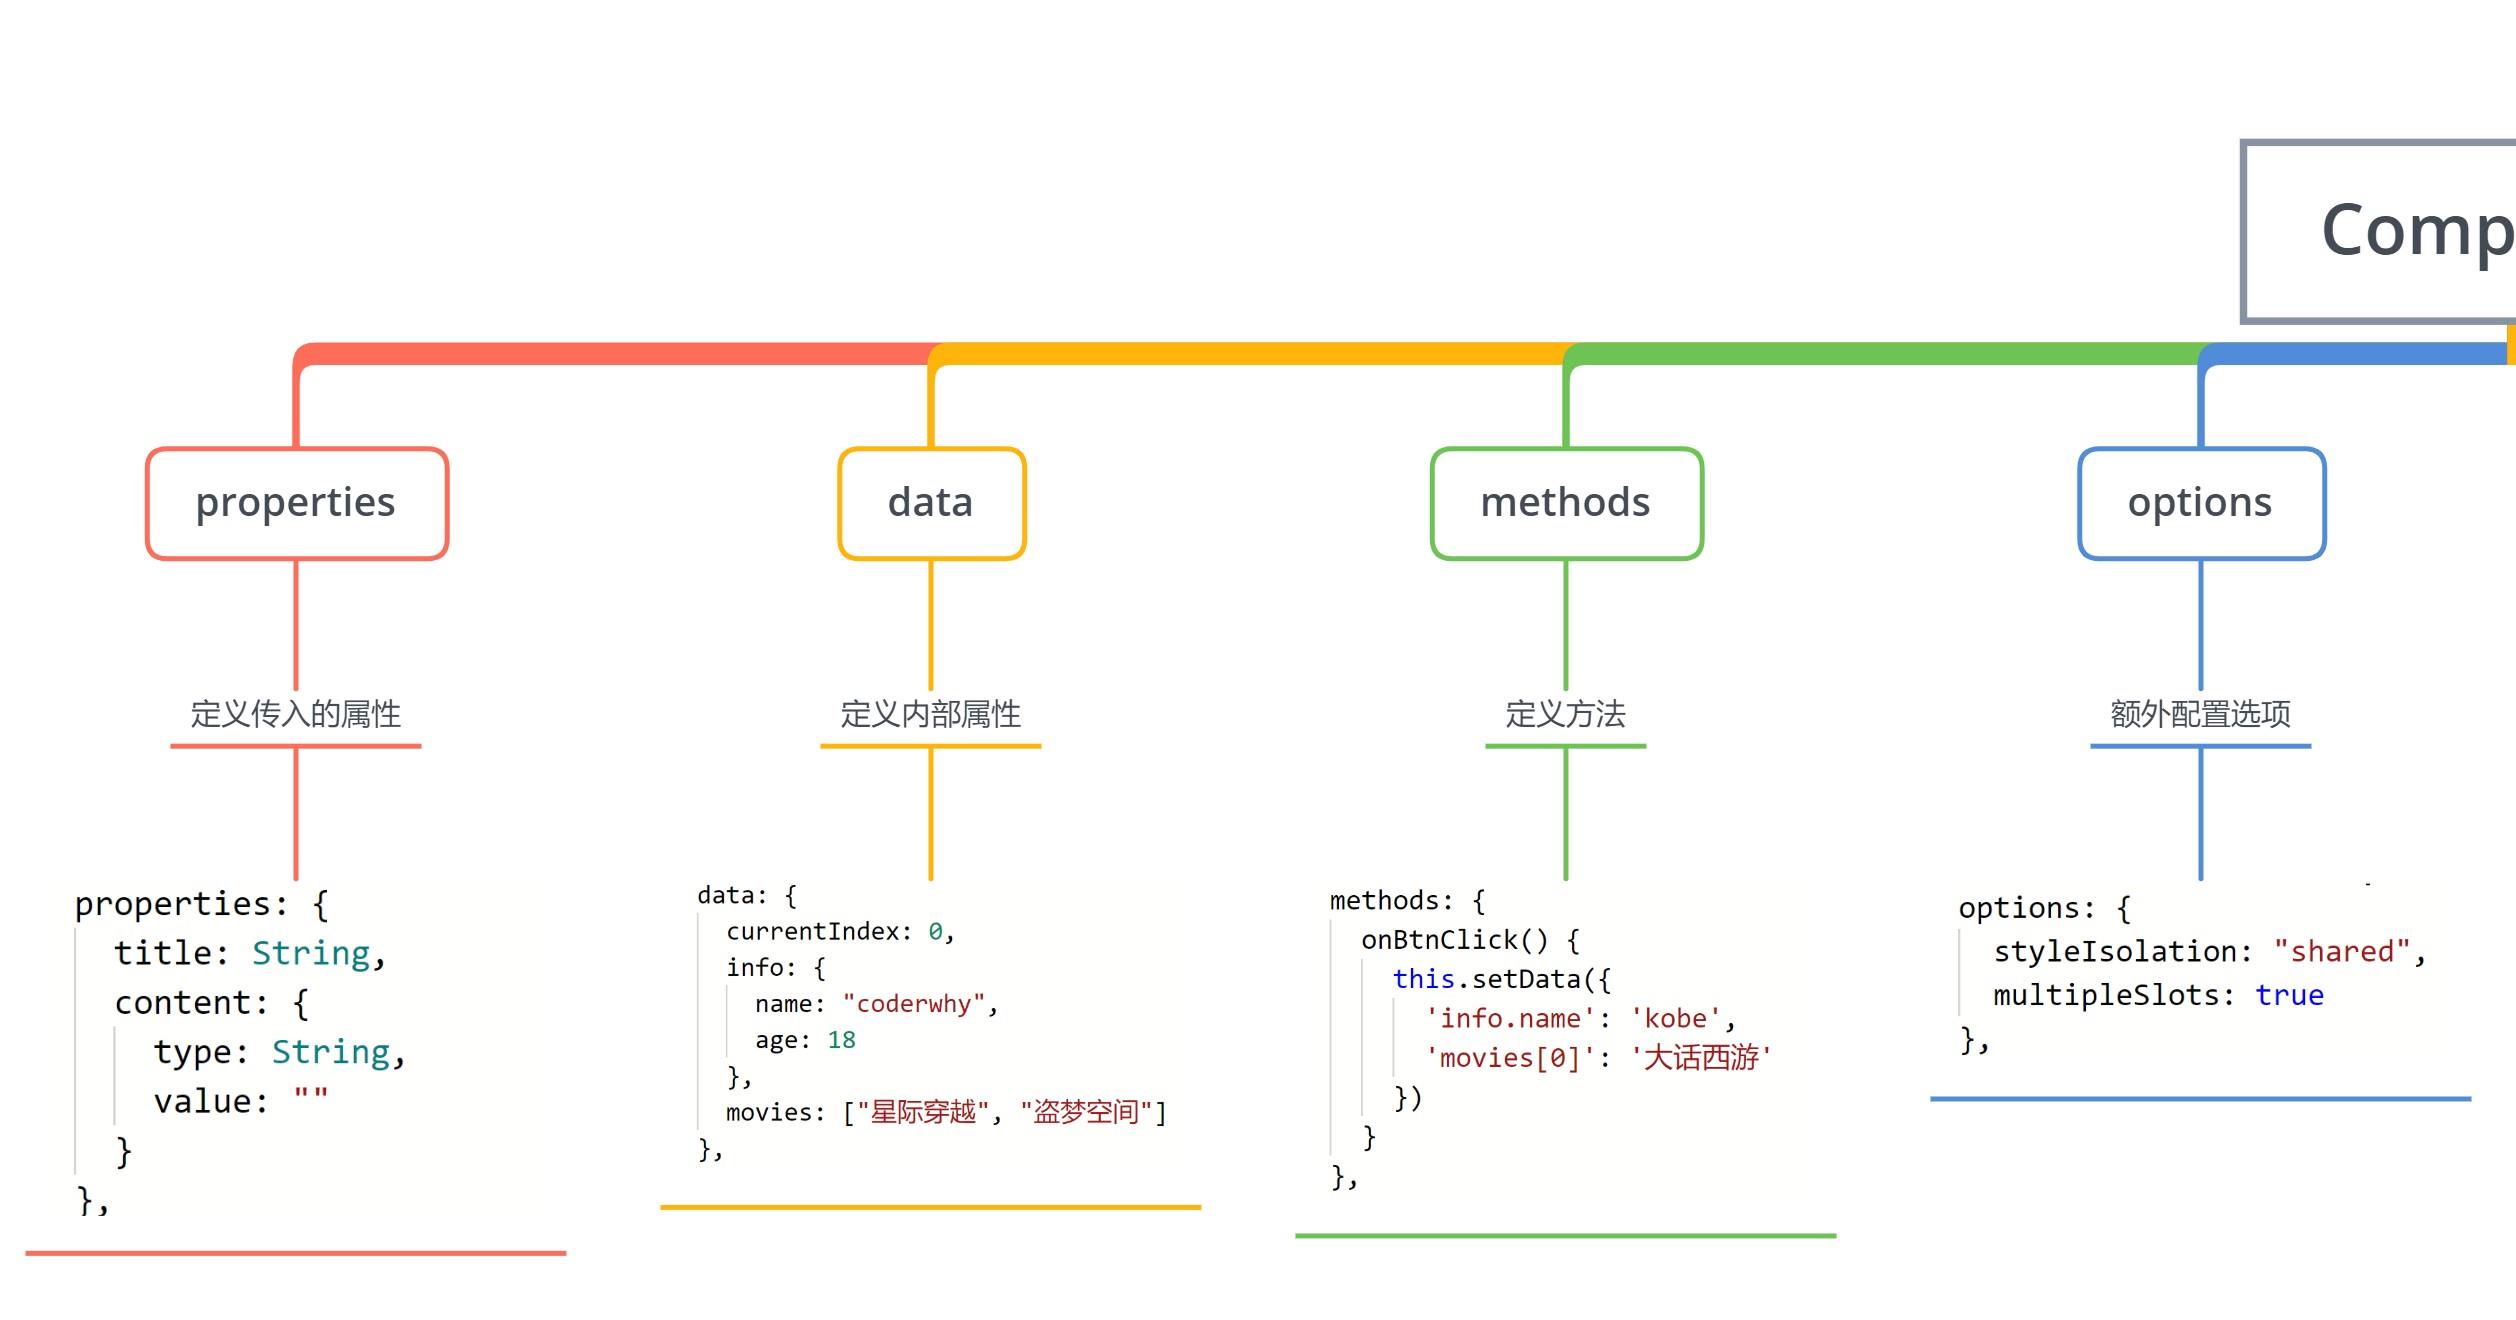 Comp
properties
data
methods
options
定义传入的属性
定义内部属性
定义方法
额外配置选项
properties: {
title: String,
content: {
type: String,
value: ""
}
},
data: {
currentIndex: 0,
info: {
name: "coderwhy",
age: 18
},
movies: ["星际穿越", "盗梦空间"]
},
methods: {
onBtnClick() {
this.setData({
'info.name': 'kobe',
'movies[0]': '大话西游'
})
}
},
options: {
styleIsolation: "shared",
multipleSlots: true
},